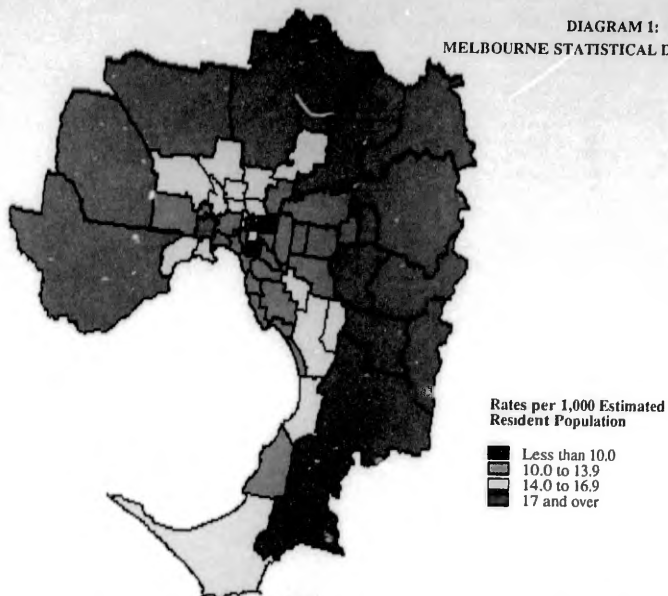 DIAGRAM 1:
MELBOURNE STATISTICAL
Rates per 1,000 Estimated
Resident Population
Less than 10.0
10.0 to 13.9
14.0 to 16.9
17 and over